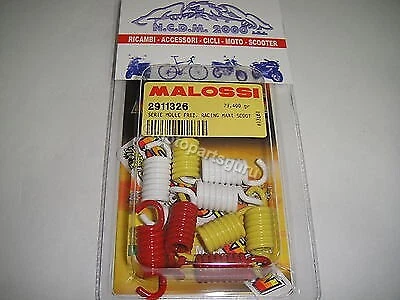 N.C.D.M. 2000
RICAMBI - ACCESSORI - CICLI - MOTO - SCOOTER
MALOSSI
2911326
SERIE MOLLE FRIZ. RACING MAXI-SCOOT